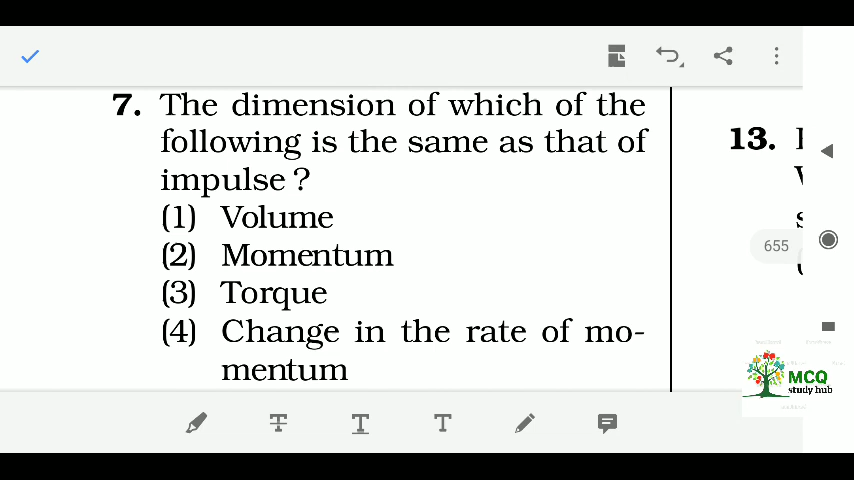 7. The dimension of which of the
following is the same as that of
impulse ?
(1) Volume
(2) Momentum
(3) Torque
(4) Change in the rate of mo-
mentum
13.
655
MCQ
study hub